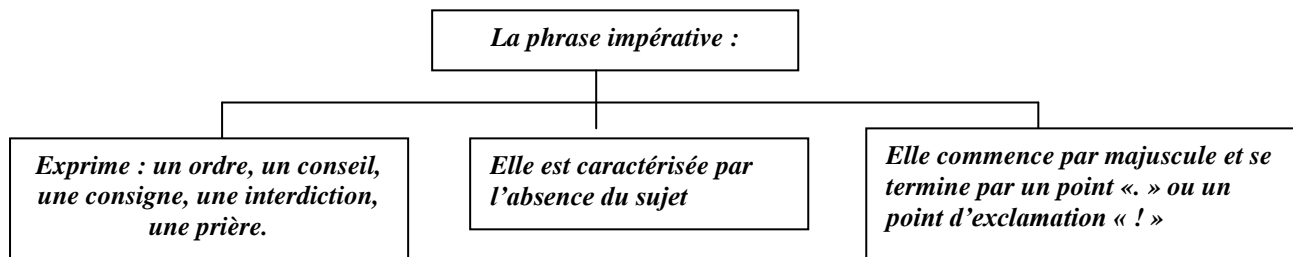 La phrase impérative :
Exprime : un ordre, un conseil,
une consigne, une interdiction,
une prière.
Elle est caractérisée par
l’absence du sujet
Elle commence par majuscule et se
termine par un point «. » ou un
point d’exclamation « ! »